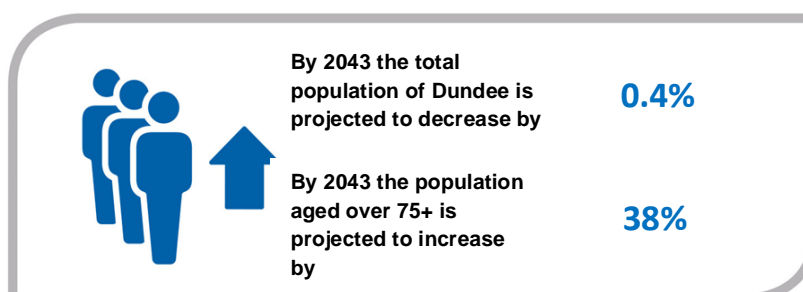 By 2043 the total
population of Dundee is
projected to decrease by
0.4%
By 2043 the population
aged over 75+ is
projected to increase
by
38%